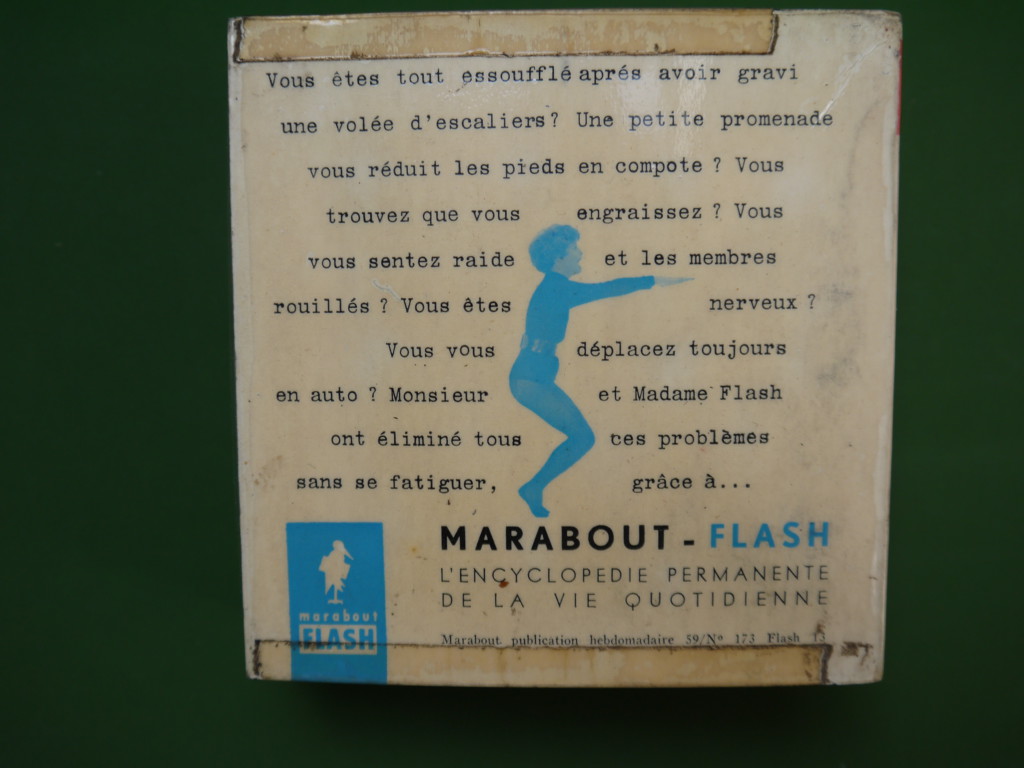 Vous êtes tout essoufflé aprés avoir gravi
une volée d'escaliers? Une petite promenade
vous réduit les pieds en compote ? Vous
trouvez que vous engraissez ? Vous
vous sentez raide et les membres
rouillés ? Vous êtes nerveux ?
Vous vous déplacez toujours
en auto ? Monsieur et Madame Flash
ont éliminé tous ces problèmes
sans se fatiguer, grâce à...
MARABOUT - FLASH
L'ENCYCLOPEDIE PERMANENTE
DE LA VIE QUOTIDIENNE
marabout
FLASH
Marabout publication hebdomadaire 59/N° 173 Flash 13